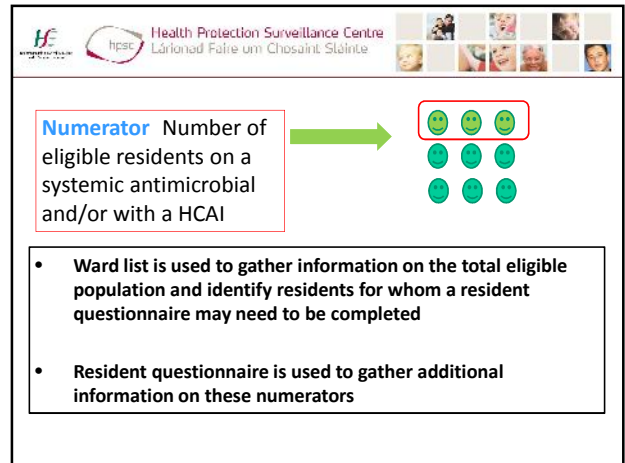 Health Protection Surveillance Centre
hpsc Lárionad Faire um Chosaint Sláinte
Numerator Number of
eligible residents on a
systemic antimicrobial
and/or with a HCAI
• Ward list is used to gather information on the total eligible
population and identify residents for whom a resident
questionnaire may need to be completed
• Resident questionnaire is used to gather additional
information on these numerators